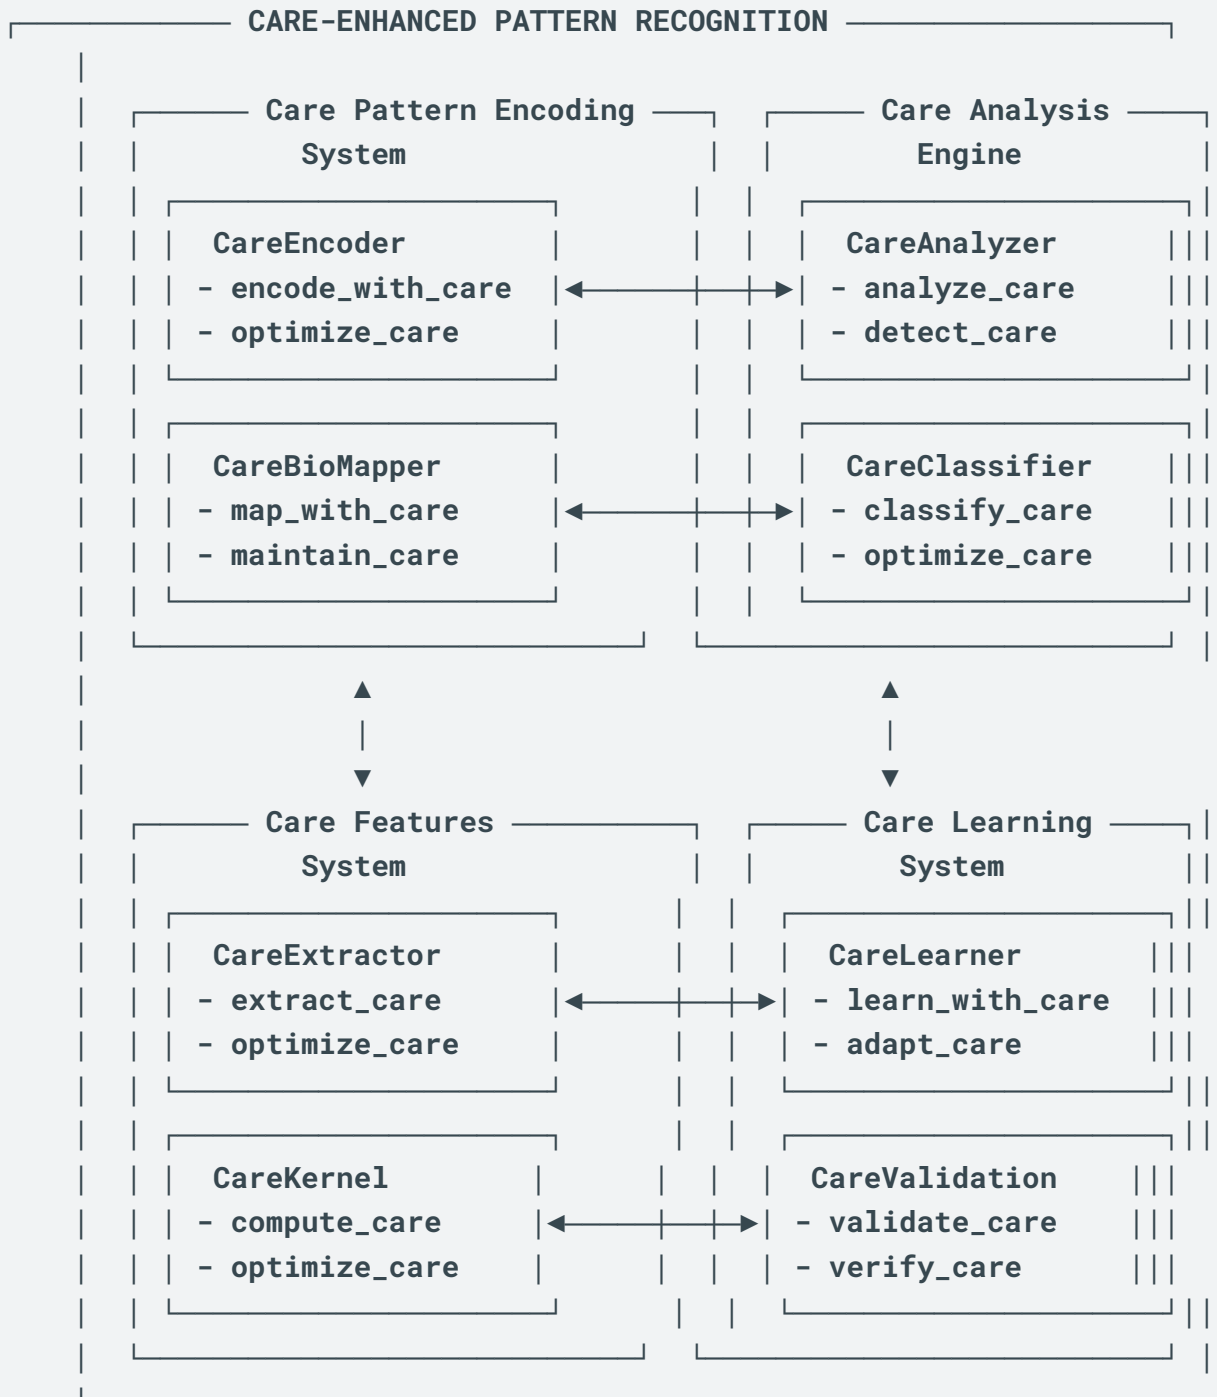 CARE-ENHANCED PATTERN RECOGNITION
Care Pattern Encoding Care Analysis
System Engine
CareEncoder CareAnalyzer
- encode_with_care - analyze_care
- optimize_care - detect_care
CareBioMapper CareClassifier
- map_with_care - classify_care
- maintain_care - optimize_care
Care Features Care Learning
System System
CareExtractor CareLearner
- extract_care - learn_with_care
- optimize_care - adapt_care
CareKernel CareValidation
- compute_care - validate_care
- optimize_care - verify_care